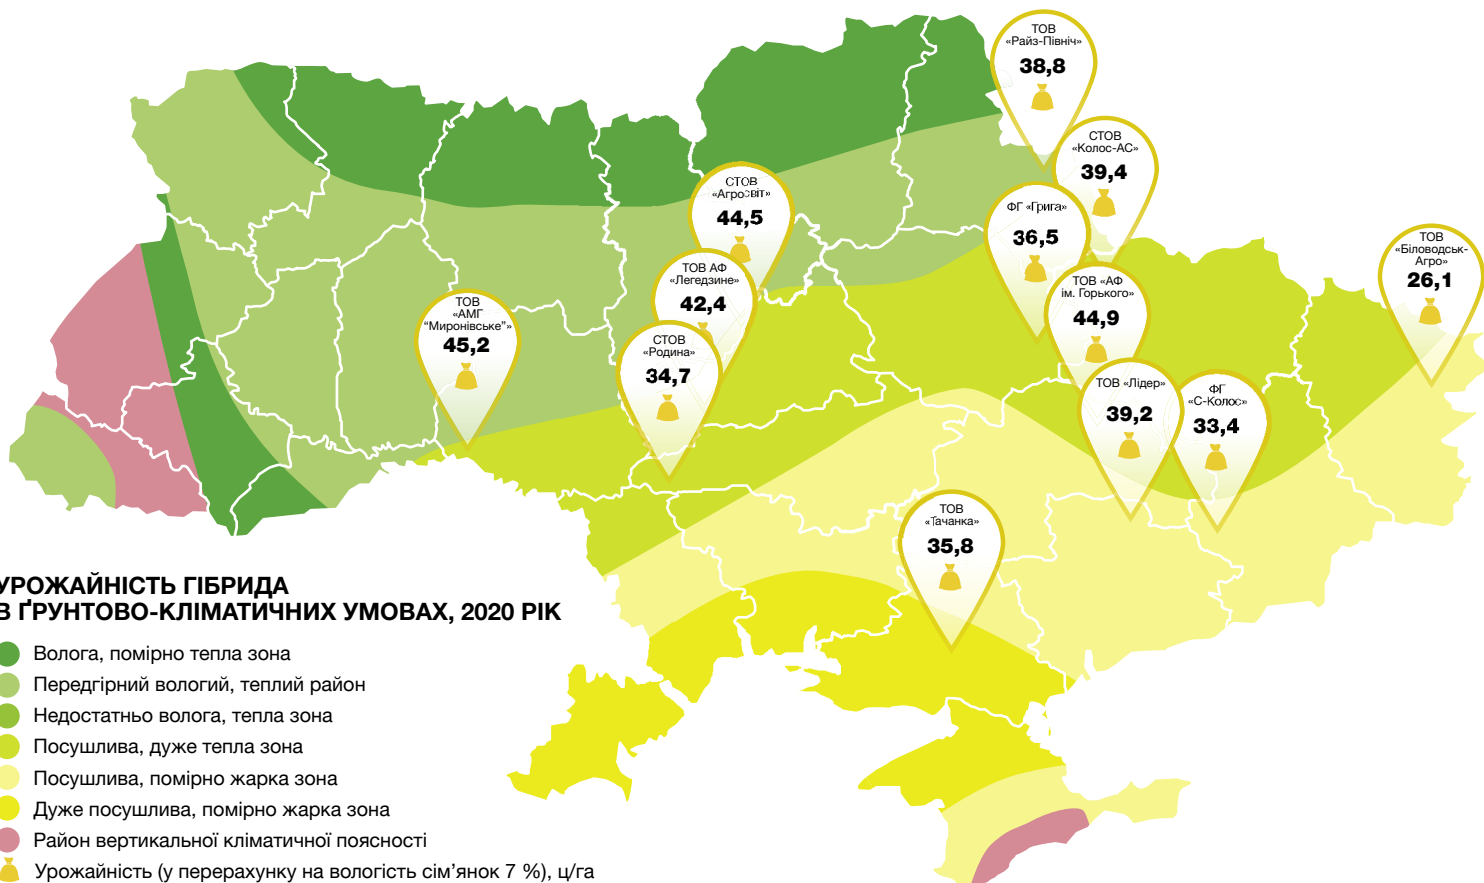 ТОВ
«Райз-Північ»
38,8
СТОВ
«Колос-АС»
39,4
СТОВ
«Агросвіт»
44,5
ФГ «Грига»
36,5
ТОВ
«Біловодськ-
Агро»
26,1
ТОВ АФ
«Легедзине»
42,4
ТОВ «АФ
ім. Горького»
44,9
ТОВ
«АМГ
“Миронівське”»
45,2
СТОВ
«Родина»
34,7
ТОВ «Лідер»
39,2
ФГ
«С-Колос»
33,4
ТОВ
«Тачанка»
35,8
УРОЖАЙНІСТЬ ГІБРИДА
В ҐРУНТОВО-КЛІМАТИЧНИХ УМОВАХ, 2020 РІК
Волога, помірно тепла зона
Передгірний вологий, теплий район
Недостатньо волога, тепла зона
Посушлива, дуже тепла зона
Посушлива, помірно жарка зона
Дуже посушлива, помірно жарка зона
Район вертикальної кліматичної поясності
Урожайність (у перерахунку на вологість сім’янок 7 %), ц/га